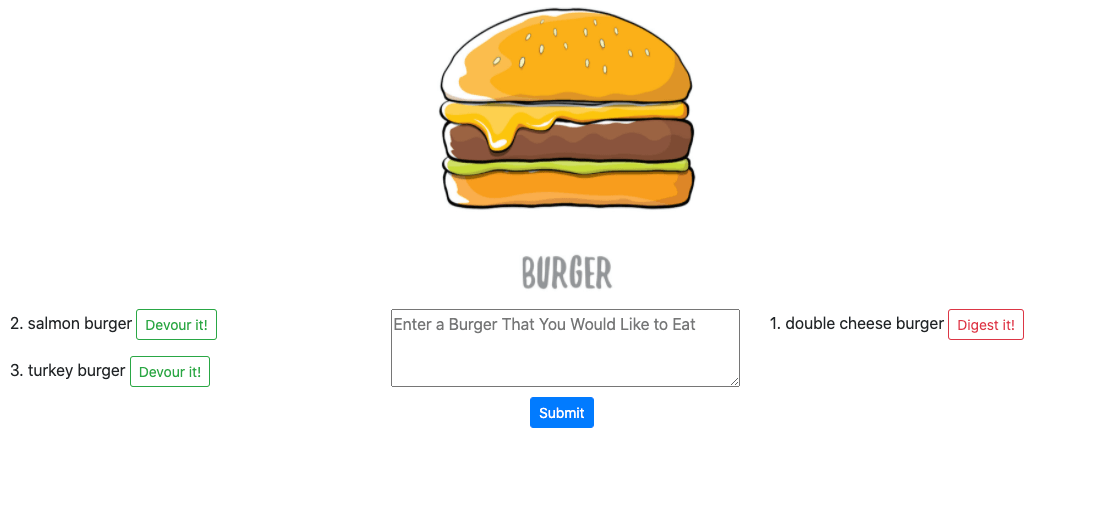 BURGER
2. salmon burger Devour it!
3. turkey burger Devour it!
Enter a Burger That You Would Like to Eat
Submit
1. double cheese burger Digest it!